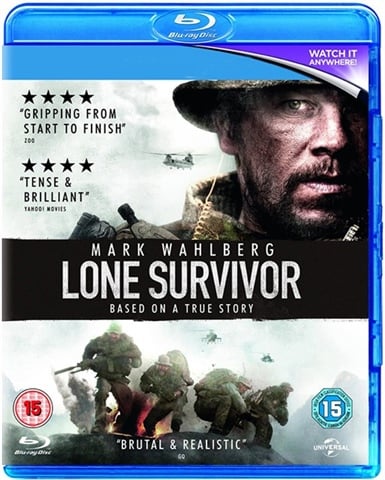 Blu-ray Disc
WATCH IT
ANYWHERE!
★★★★
"GRIPPING FROM
START TO FINISH"
ZOO
★★★★
"TENSE &
BRILLIANT"
YAHOO! MOVIES
MARK WAHLBERG
LONE SURVIVOR
BASED ON A TRUE STORY
15
15
Blu-ray Disc
"BRUTAL & REALISTIC"
GQ
UNIVERSAL